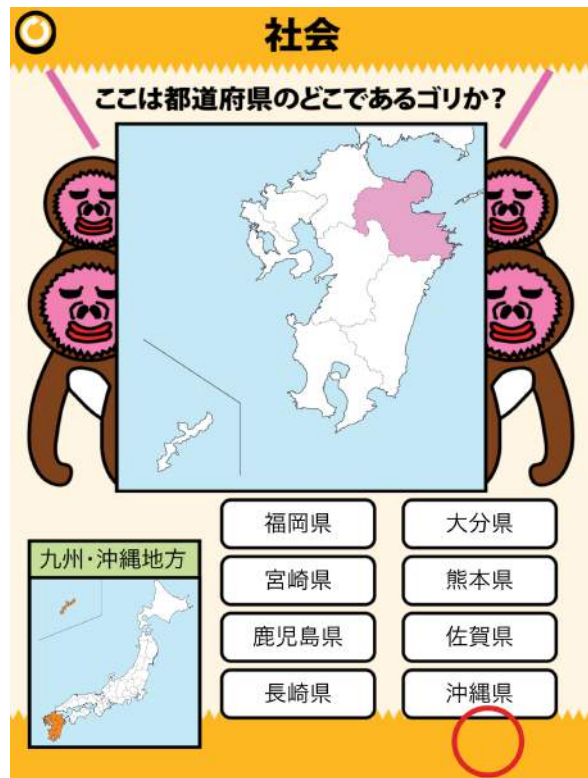 社会
ここは都道府県のどこであるゴリか？
福岡県
大分県
九州・沖縄地方
宮崎県
熊本県
鹿児島県
佐賀県
長崎県
沖縄県